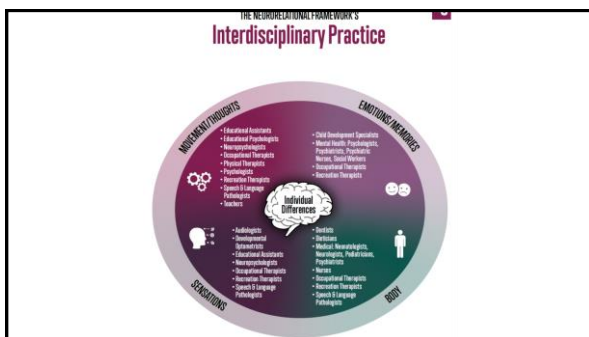 THE NEURORELATIONAL FRAMEWORK'S
Interdisciplinary Practice
MOVEMENT/THOUGHTS
• Educational Assistants
• Educational Psychologists
• Neuropsychologists
• Occupational Therapists
• Physical Therapists
• Psychologists
• Recreation Therapists
• Speech & Language
Pathologists
• Teachers
EMOTIONS/MEMORIES
• Child Development Specialists
• Mental Health: Psychologists,
Psychiatrists, Psychiatric
Nurses, Social Workers
• Occupational Therapists
• Recreation Therapists
Individual
Differences
• Audiologists
• Developmental
Optometrists
• Educational Assistants
• Neuropsychologists
• Occupational Therapists
• Recreation Therapists
• Speech & Language
Pathologists
SENSATIONS
• Dentists
• Dieticians
• Medical: Neonatologists,
Neurologists, Pediatricians,
Psychiatrists
• Nurses
• Occupational Therapists
• Recreation Therapists
• Speech & Language
Pathologists
BODY